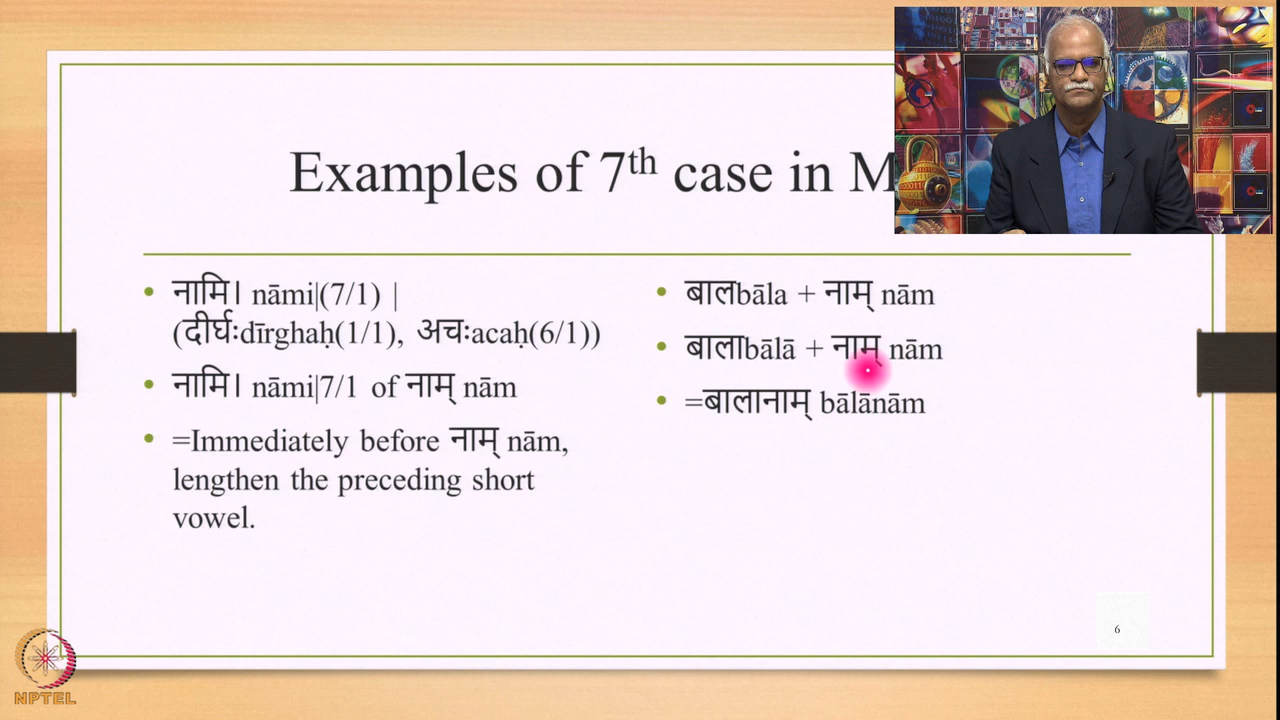 Examples of 7th case in M
नामि। nāmi|(7/1) |
(दीर्घःdīrghaḥ(1/1), अचःacaḥ(6/1))
नामि। nāmi|7/1 of नाम् nām
=Immediately before नाम् nām,
lengthen the preceding short
vowel.
बालbāla + नाम् nām
बालाbālā + नाम् nām
=बालानाम् bālānām
6
NPTEL